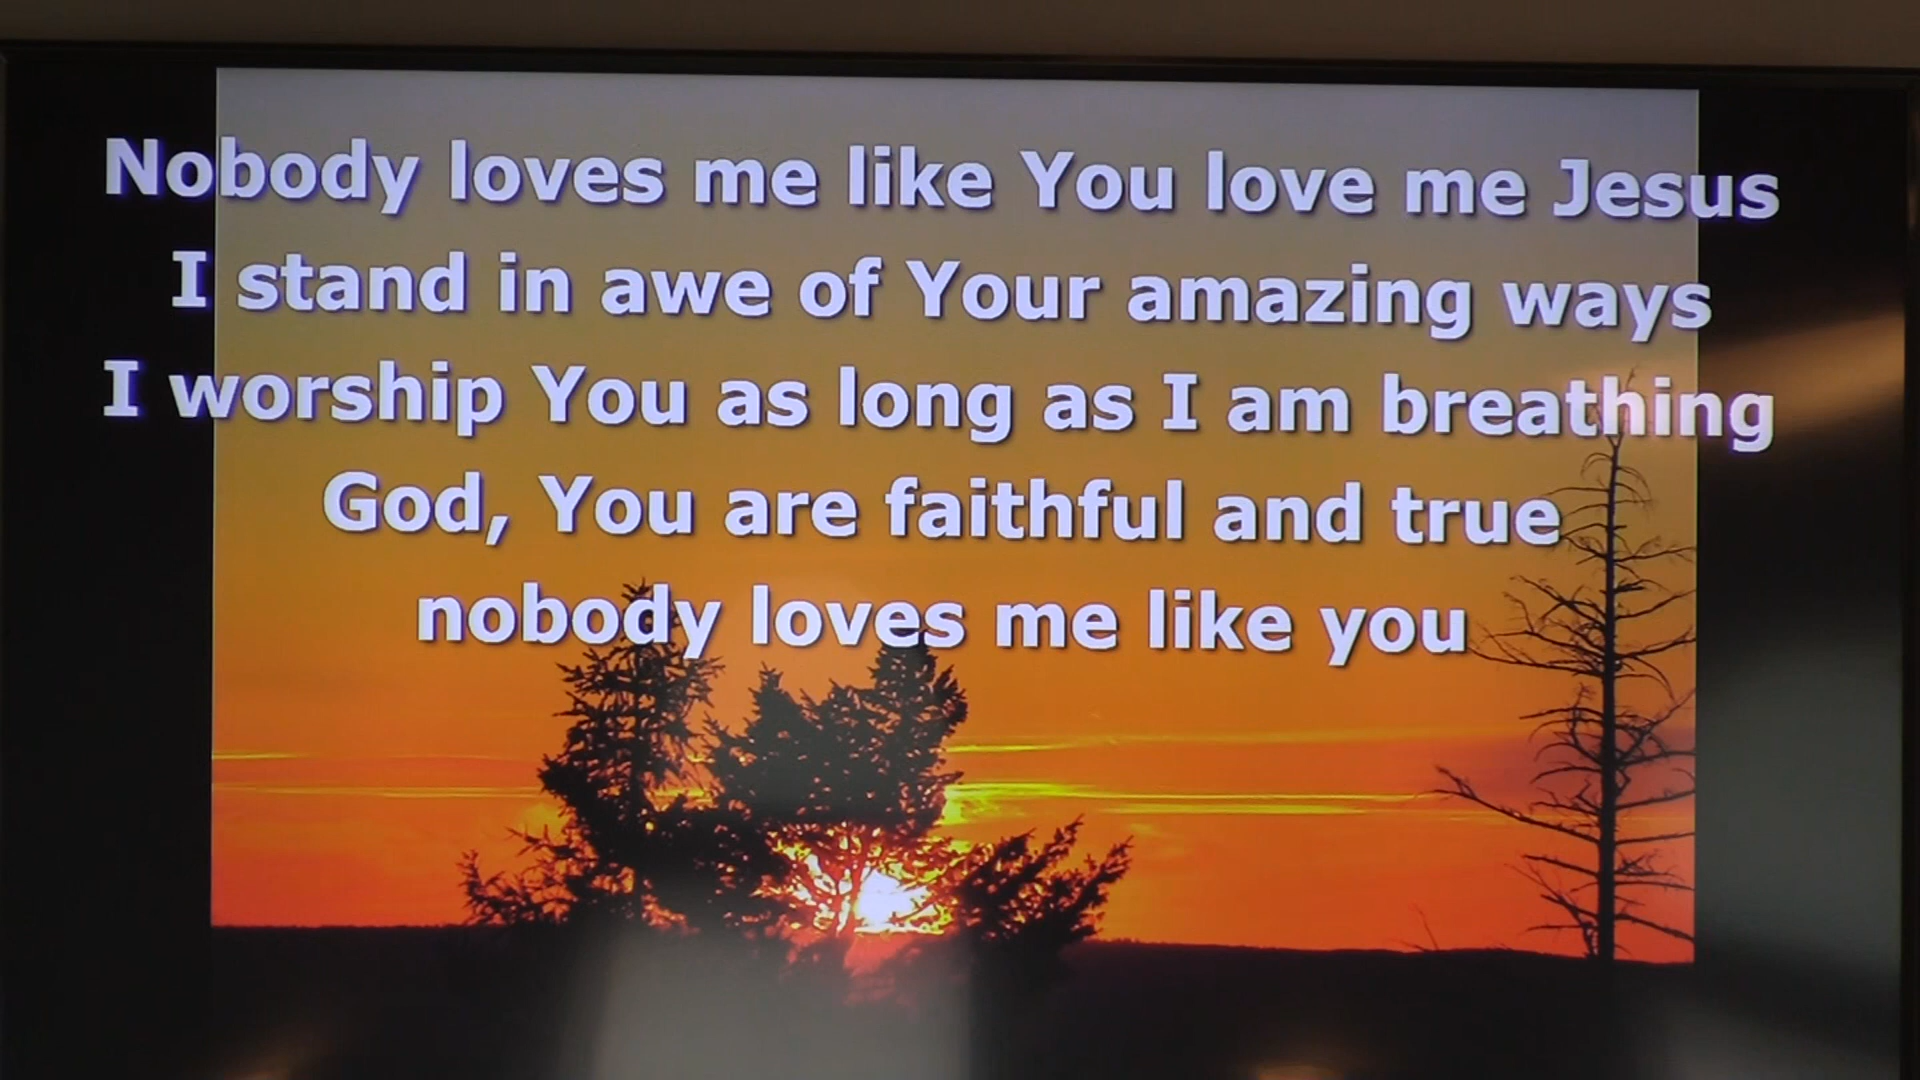 Nobody loves me like You love me Jesus
I stand in awe of Your amazing ways
I worship You as long as I am breathing
God, You are faithful and true
nobody loves me like you